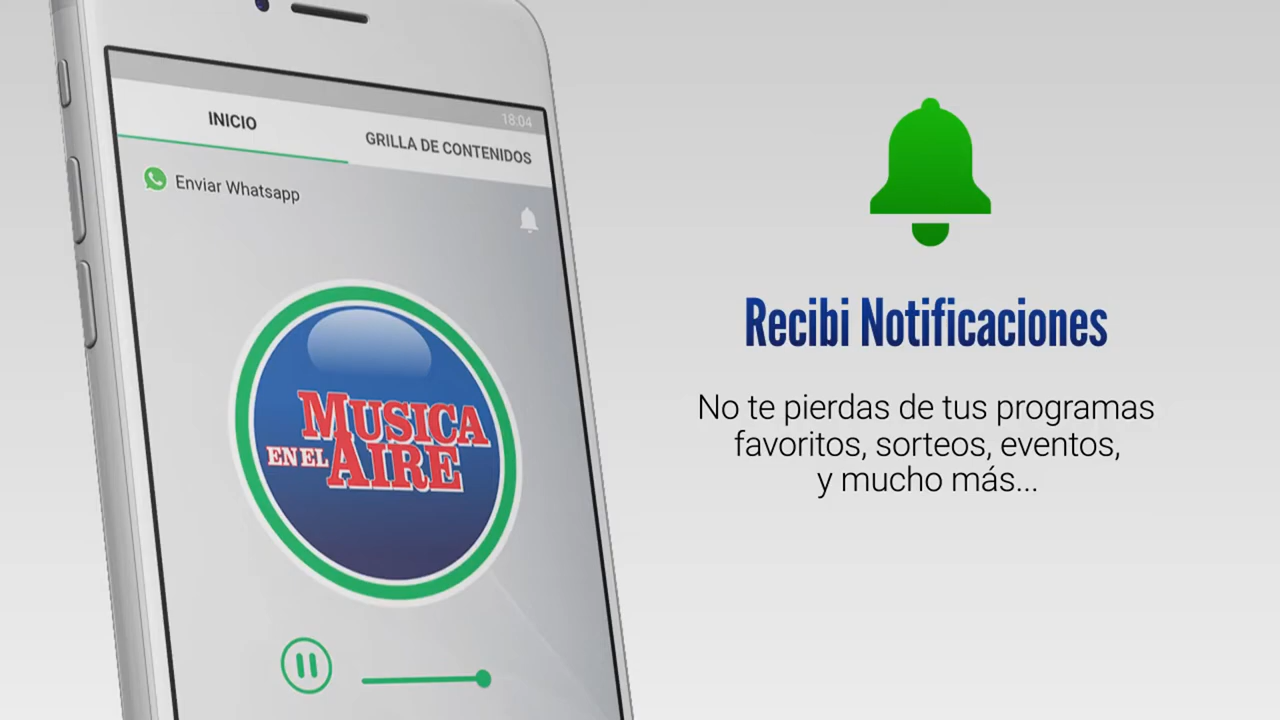 18:04
INICIO
GRILLA DE CONTENIDOS
Enviar Whatsapp
MUSICA
EN EL AIRE
Recibi Notificaciones
No te pierdas de tus programas
favoritos, sorteos, eventos,
y mucho más...